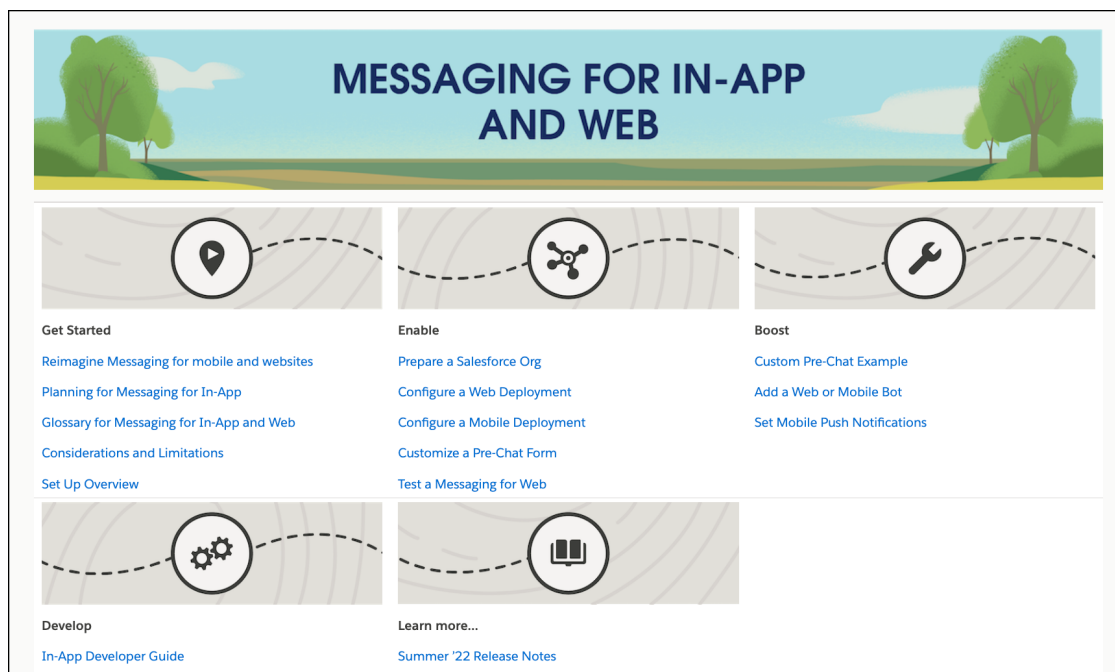 MESSAGING FOR IN-APP
AND WEB
Get Started
Reimagine Messaging for mobile and websites
Planning for Messaging for In-App
Glossary for Messaging for In-App and Web
Considerations and Limitations
Set Up Overview
Enable
Prepare a Salesforce Org
Configure a Web Deployment
Configure a Mobile Deployment
Customize a Pre-Chat Form
Test a Messaging for Web
Boost
Custom Pre-Chat Example
Add a Web or Mobile Bot
Set Mobile Push Notifications
Develop
In-App Developer Guide
Learn more...
Summer ’22 Release Notes